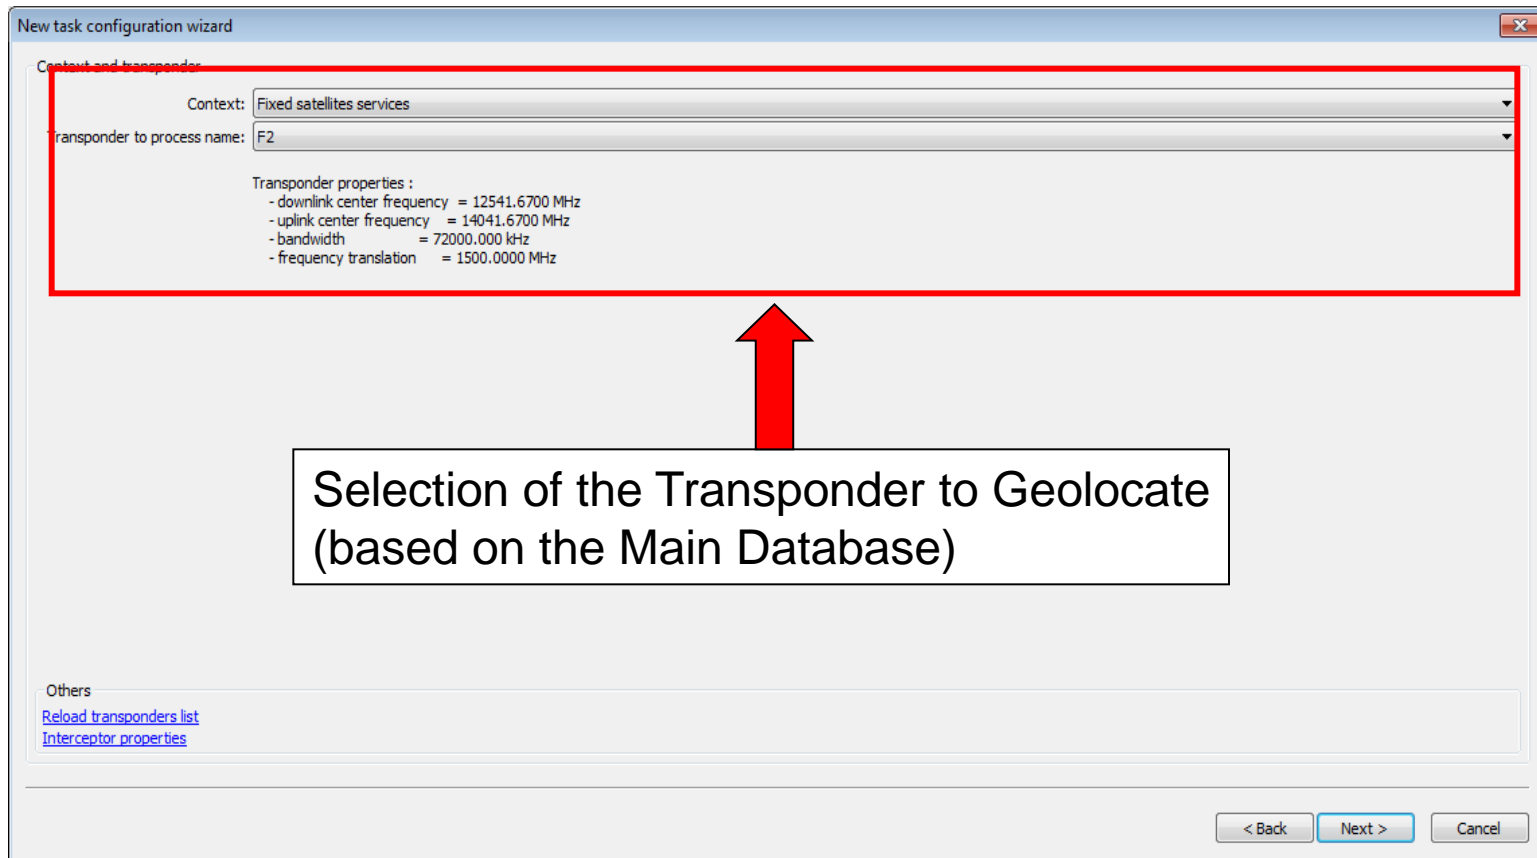 New task configuration wizard
Context and transponder
Context: Fixed satellites services
Transponder to process name: F2
Transponder properties :
- downlink center frequency = 12541.6700 MHz
- uplink center frequency = 14041.6700 MHz
- bandwidth = 72000.000 kHz
- frequency translation = 1500.0000 MHz
Selection of the Transponder to Geolocate
(based on the Main Database)
Others
Reload transponders list
Interceptor properties
< Back Next > Cancel